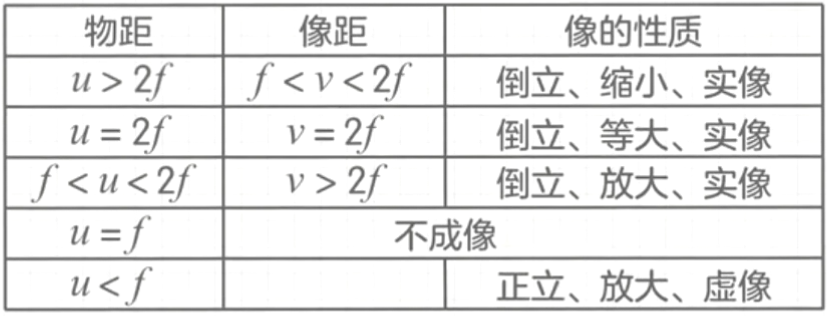 物距 像距 像的性质
u > 2f f < v < 2f 倒立、缩小、实像
u = 2f v = 2f 倒立、等大、实像
f < u < 2f v > 2f 倒立、放大、实像
u = f 不成像
u < f 正立、放大、虚像